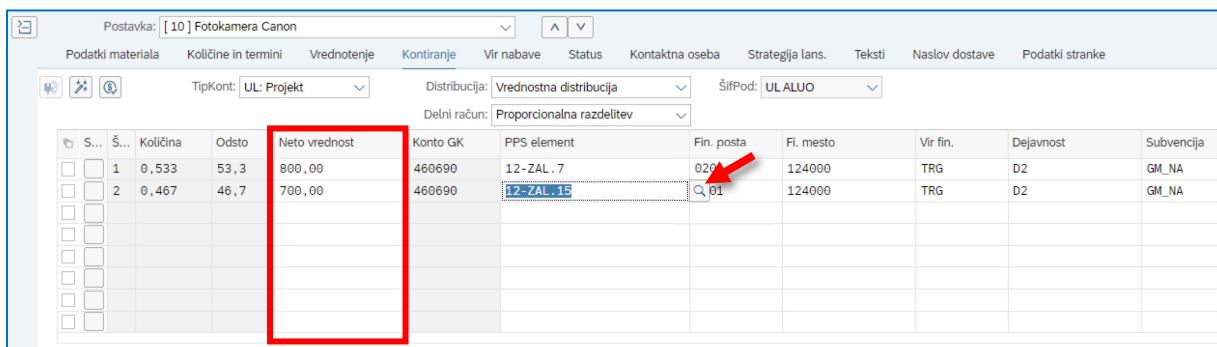 Postavka: [ 10 ] Fotokamera Canon
Podatki materiala Količine in termini Vrednotenje Kontiranje Vir nabave Status Kontaktna oseba Strategija lans. Teksti Naslov dostave Podatki stranke
TipKont: UL: Projekt Distribucija: Vrednostna distribucija ŠifPod: UL ALUO
Delni račun: Proporcionalna razdelitev
S... Š... Količina Odsto Neto vrednost Konto GK PPS element Fin. posta Fi. mesto Vir fin. Dejavnost Subvencija
1 0,533 53,3 800,00 460690 12-ZAL.7 020 124000 TRG D2 GM_NA
2 0,467 46,7 700,00 460690 12-ZAL.15 01 124000 TRG D2 GM_NA